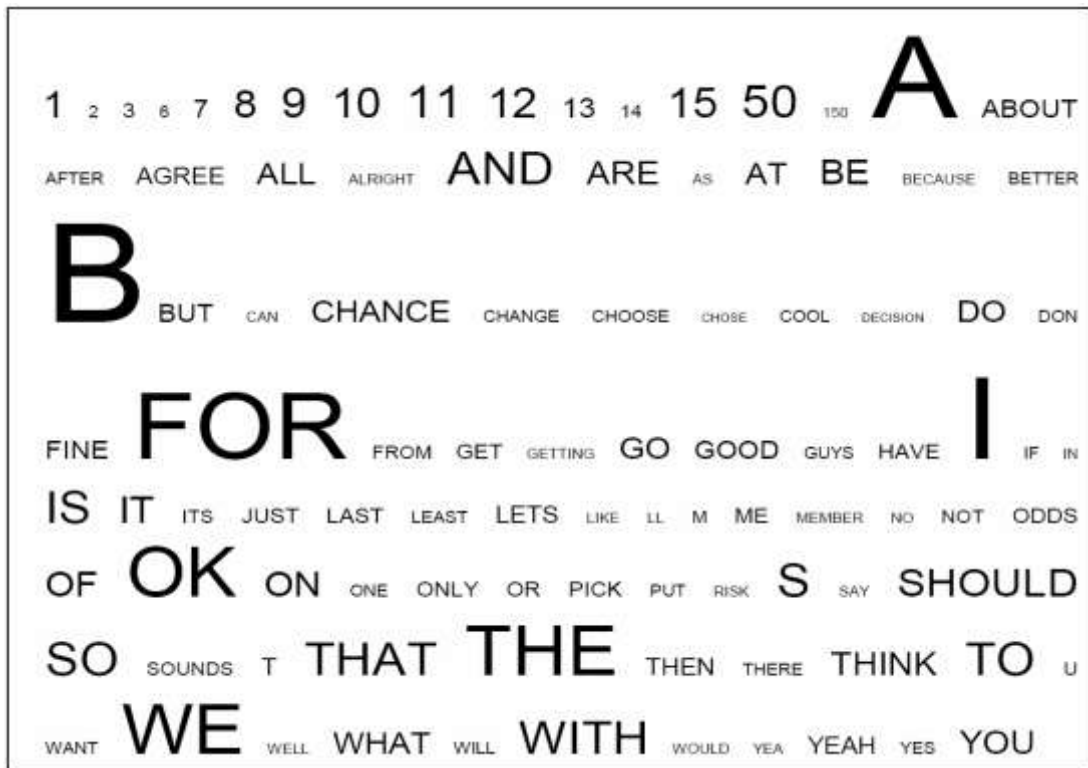 1 2 3 6 7 8 9 10 11 12 13 14 15 50 150 A ABOUT
AFTER AGREE ALL ALRIGHT AND ARE AS AT BE BECAUSE BETTER
B BUT CAN CHANCE CHANGE CHOOSE CHOSE COOL DECISION DO DON
FINE FOR FROM GET GETTING GO GOOD GUYS HAVE I IF IN
IS IT ITS JUST LAST LEAST LETS LIKE LL M ME MEMBER NO NOT ODDS
OF OK ON ONE ONLY OR PICK PUT RISK S SAY SHOULD
SO SOUNDS T THAT THE THEN THERE THINK TO U
WANT WE WELL WHAT WILL WITH WOULD YEA YEAH YES YOU